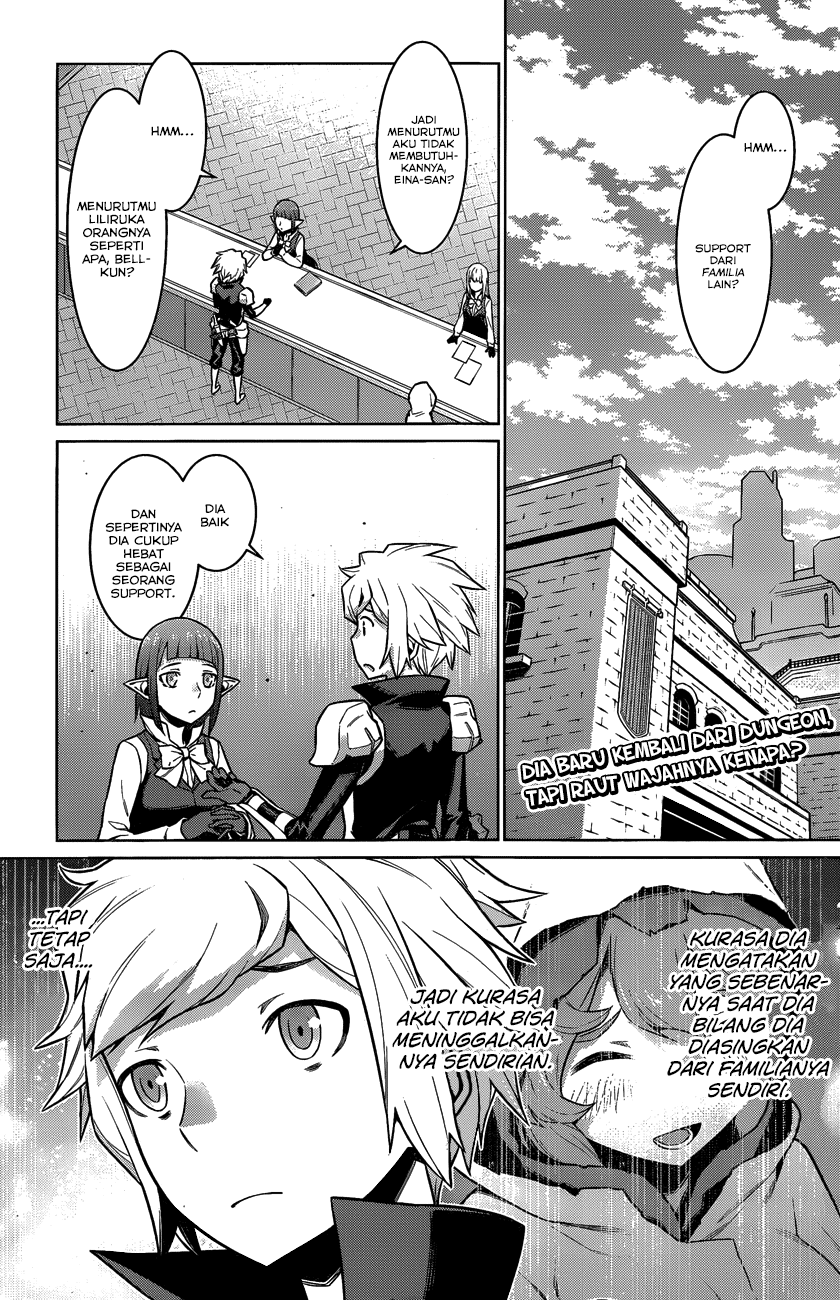 HMM...
SUPPORT
DARI
FAMILIA
LAIN?
DIA BARU KEMBALI DARI DUNGEON,
TAPI RAUT WAJAHNYA KENAPA?
JADI
MENURUTMU
AKU TIDAK
MEMBUTUH-
KANNYA,
EINA-SAN?
HMM...
MENURUTMU
LILIRUKA
ORANGNYA
SEPERTI
APA, BELL-
KUN?
DIA
BAIK
DAN
SEPERTINYA
DIA CUKUP
HEBAT
SEBAGAI
SEORANG
SUPPORT.
KURASA DIA
MENGATAKAN
YANG SEBENAR-
NYA SAAT DIA
BILANG DIA
DIASINGKAN
DARI FAMILIANYA
SENDIRI.
JADI KURASA
AKU TIDAK BISA
MENINGGALKAN-
NYA SENDIRIAN.
...TAPI
TETAP
SAJA....